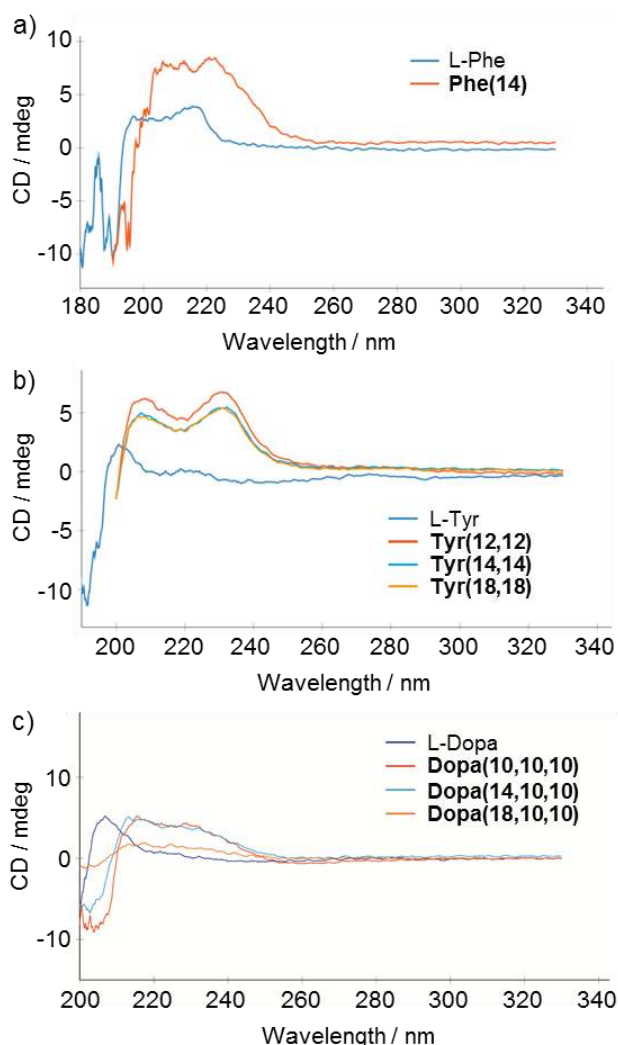 a)
10
5
0
-5
-10
CD / mdeg
L-Phe
Phe(14)
180 200 220 240 260 280 300 320 340
Wavelength / nm
b)
5
0
-5
-10
CD / mdeg
L-Tyr
Tyr(12,12)
Tyr(14,14)
Tyr(18,18)
200 220 240 260 280 300 320 340
Wavelength / nm
c)
10
0
-10
CD / mdeg
L-Dopa
Dopa(10,10,10)
Dopa(14,10,10)
Dopa(18,10,10)
200 220 240 260 280 300 320 340
Wavelength / nm